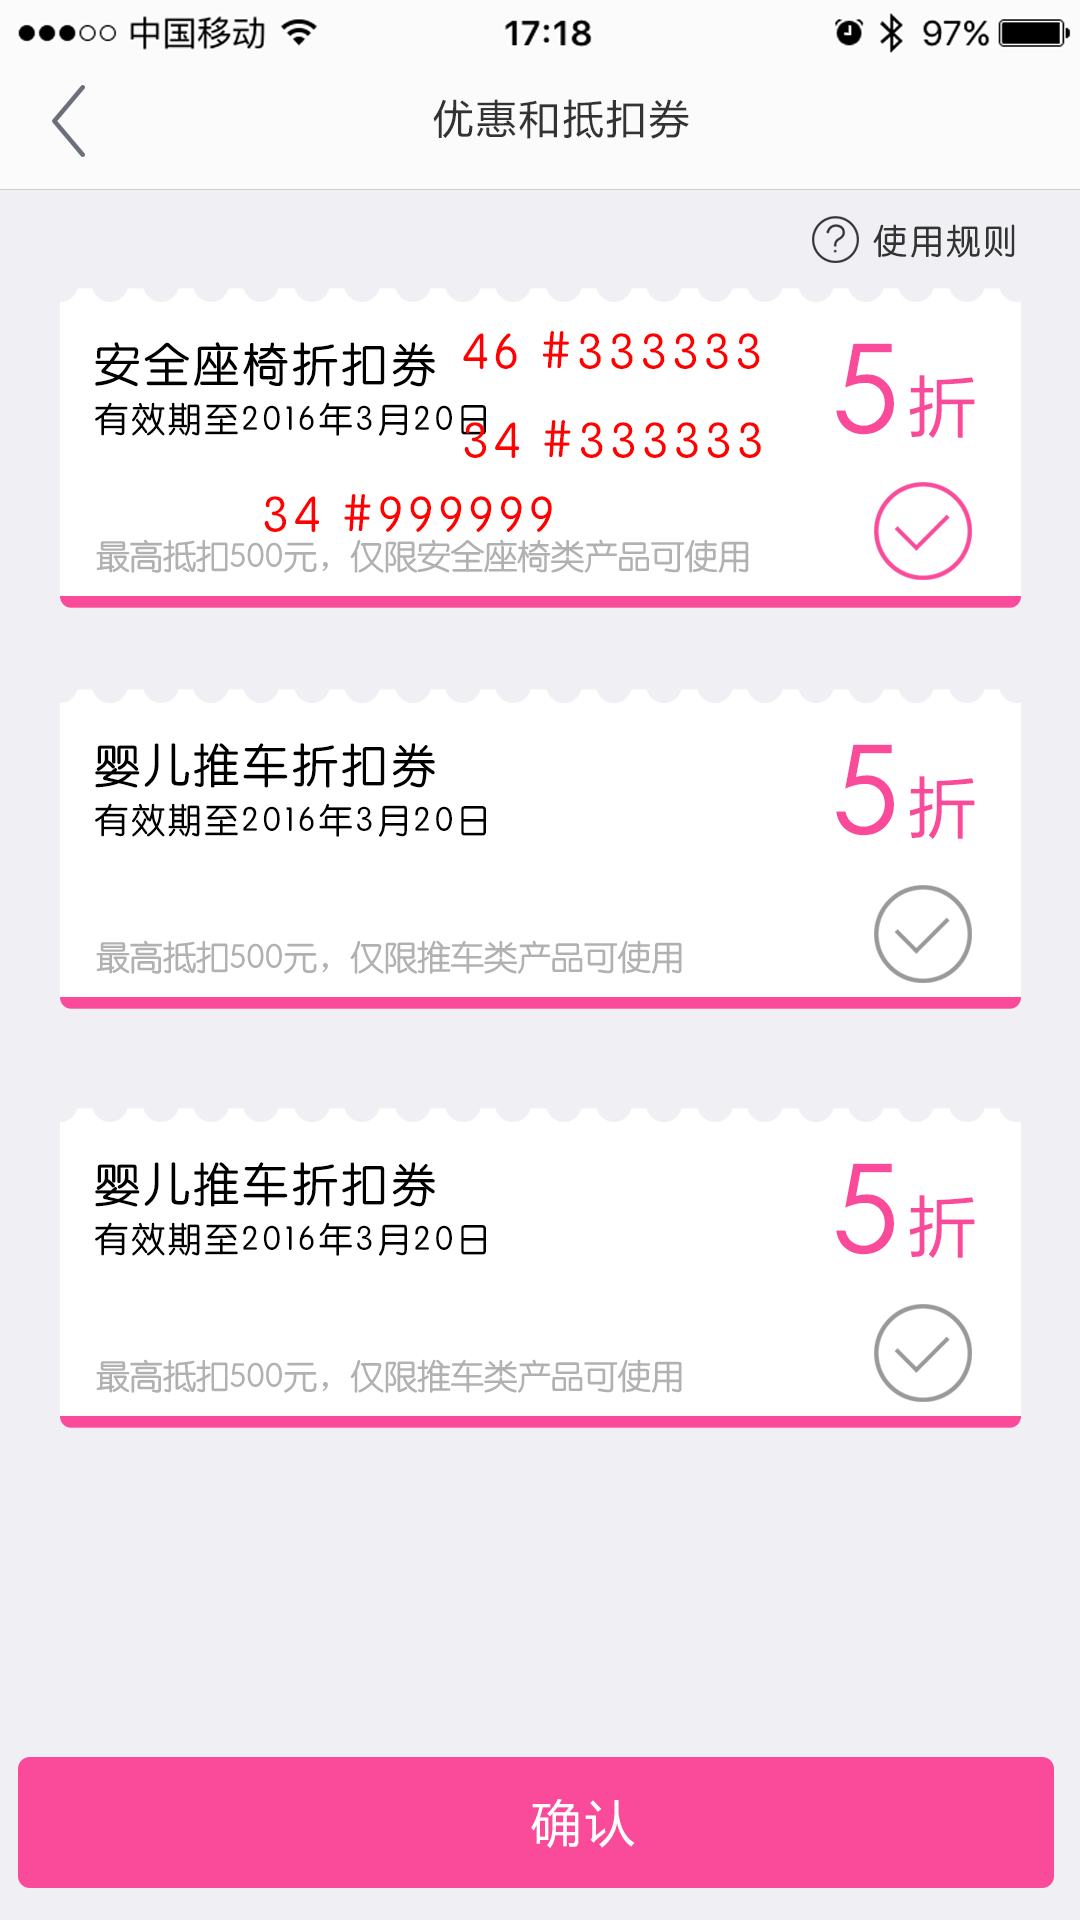 中国移动 17:18 97%
优惠和抵扣券
? 使用规则
安全座椅折扣券 46 #333333
5折
有效期至2016年3月20日
34 #333333
34 #999999
最高抵扣500元，仅限安全座椅类产品可使用
婴儿推车折扣券
5折
有效期至2016年3月20日
最高抵扣500元，仅限推车类产品可使用
婴儿推车折扣券
5折
有效期至2016年3月20日
最高抵扣500元，仅限推车类产品可使用
确认